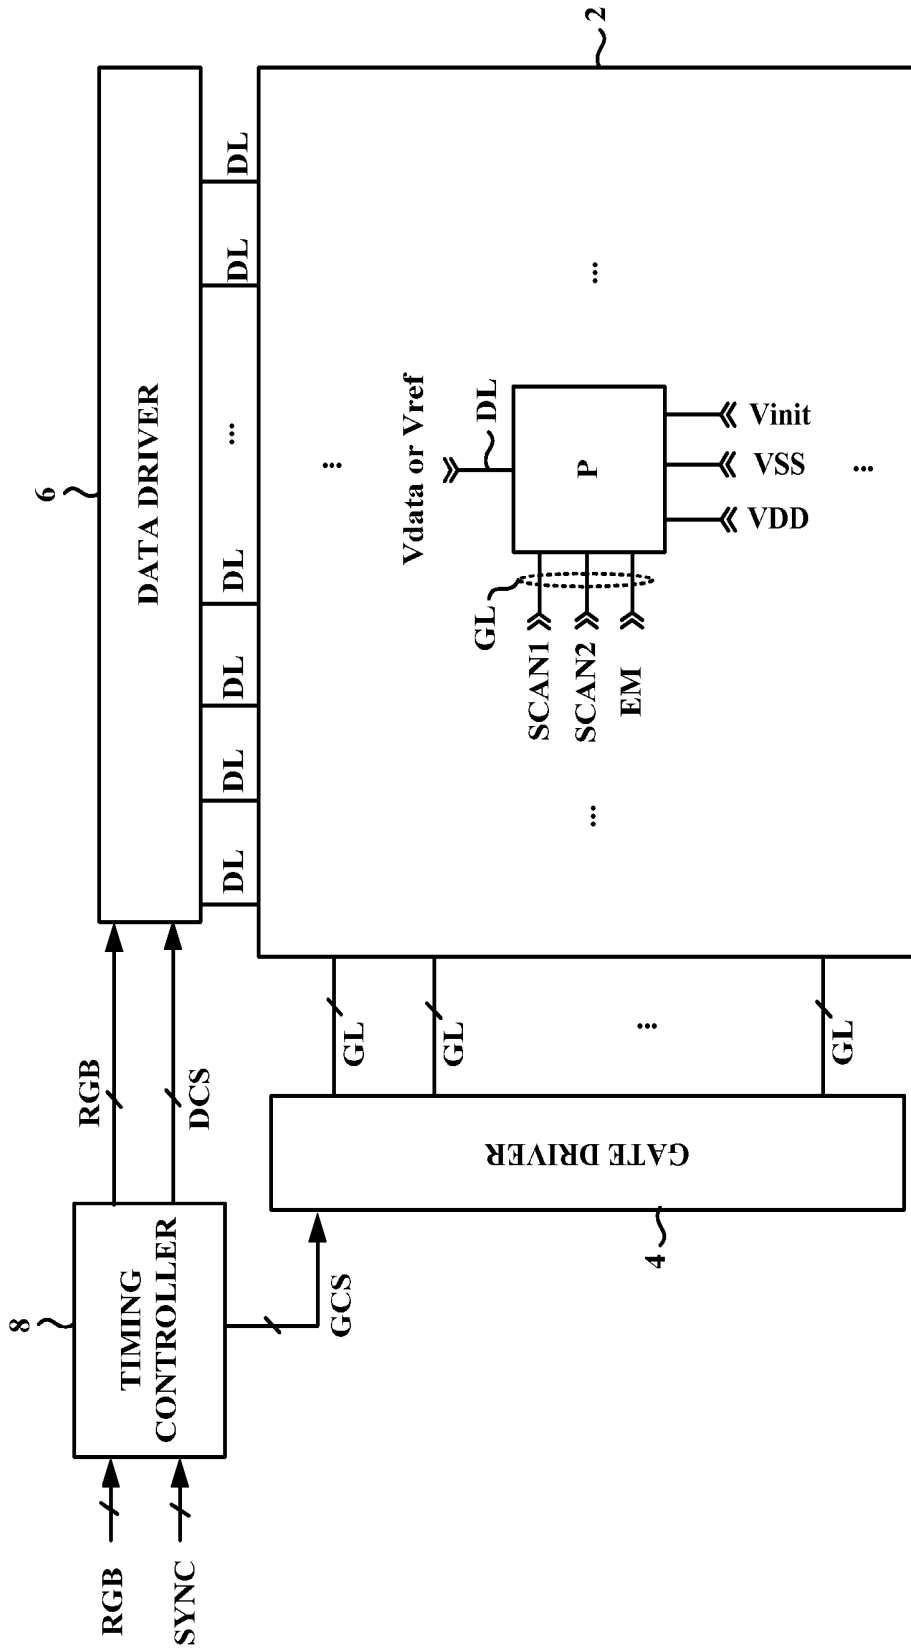 8
6
2
RGB
SYNC
TIMING
CONTROLLER
RGB
DCS
GCS
DATA DRIVER
DL
DL
DL
DL
...
DL
DL
GATE DRIVER
4
GL
GL
...
GL
...
Vdata or Vref
DL
GL
SCAN1
SCAN2
EM
P
...
...
VDD
VSS
Vinit
...